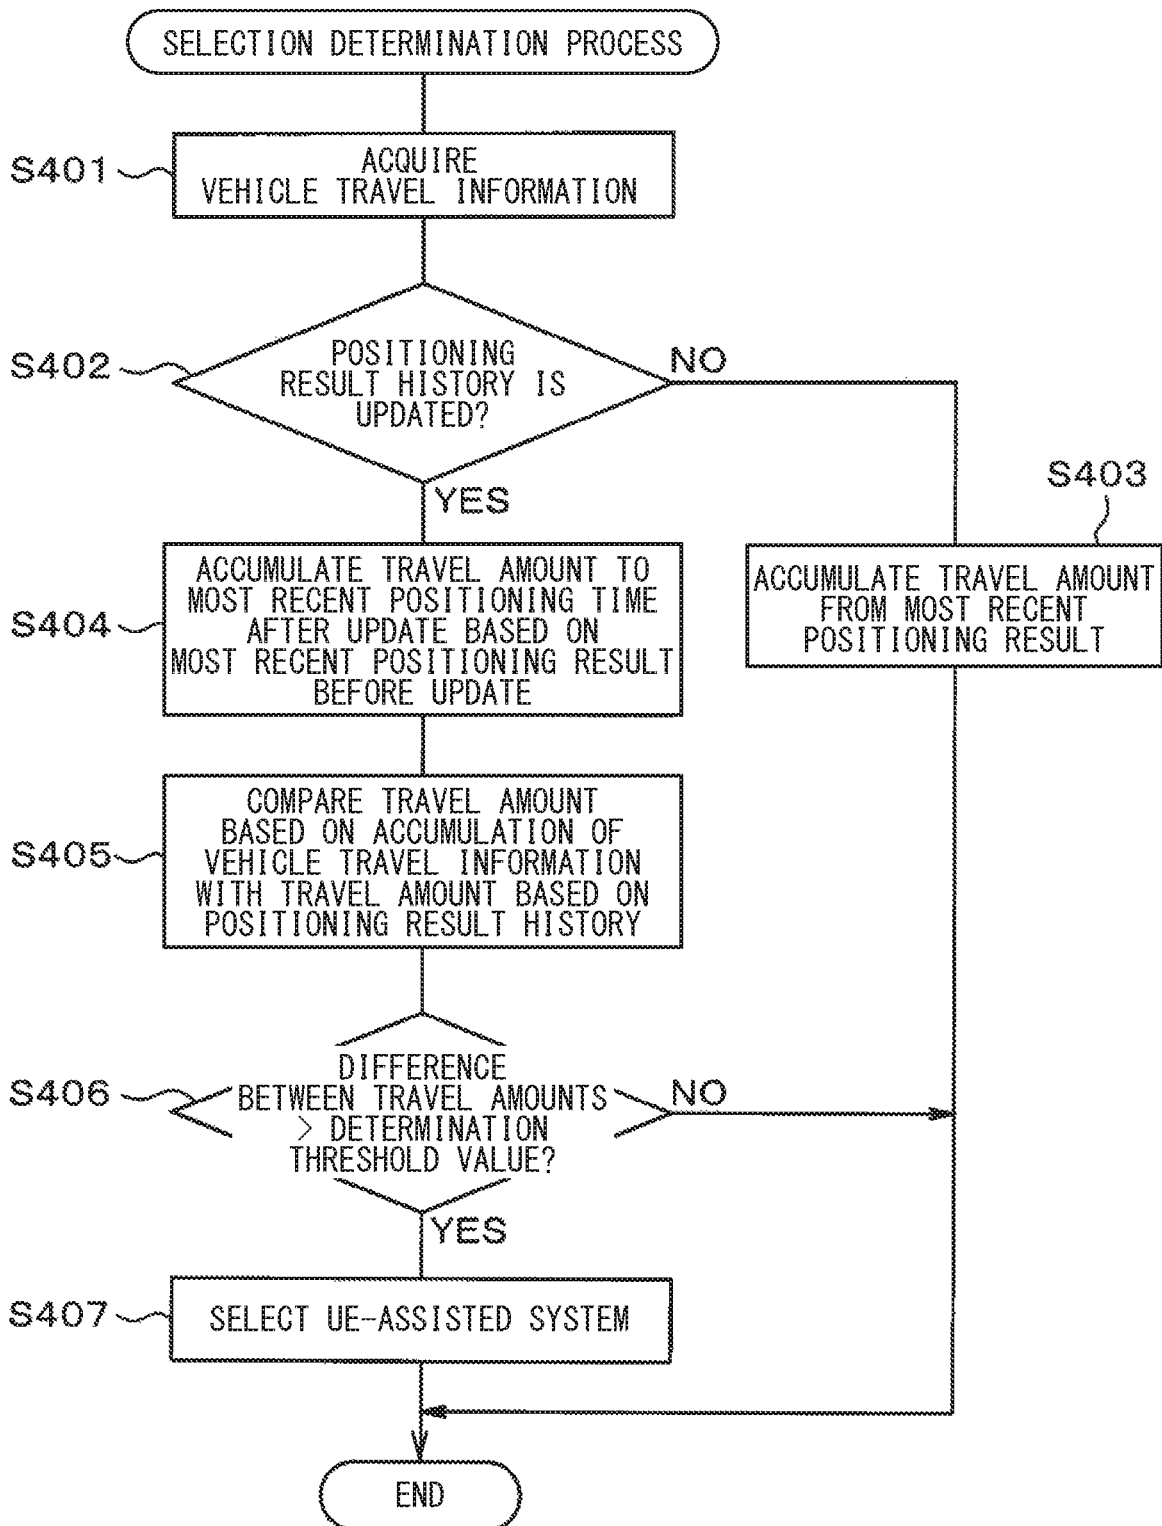 SELECTION DETERMINATION PROCESS
S401
ACQUIRE
VEHICLE TRAVEL INFORMATION
S402
POSITIONING
RESULT HISTORY IS
UPDATED?
NO
YES
S403
ACCUMULATE TRAVEL AMOUNT
FROM MOST RECENT
POSITIONING RESULT
S404
ACCUMULATE TRAVEL AMOUNT TO
MOST RECENT POSITIONING TIME
AFTER UPDATE BASED ON
MOST RECENT POSITIONING RESULT
BEFORE UPDATE
S405
COMPARE TRAVEL AMOUNT
BASED ON ACCUMULATION OF
VEHICLE TRAVEL INFORMATION
WITH TRAVEL AMOUNT BASED ON
POSITIONING RESULT HISTORY
S406
DIFFERENCE
BETWEEN TRAVEL AMOUNTS
> DETERMINATION
THRESHOLD VALUE?
NO
YES
S407
SELECT UE-ASSISTED SYSTEM
END